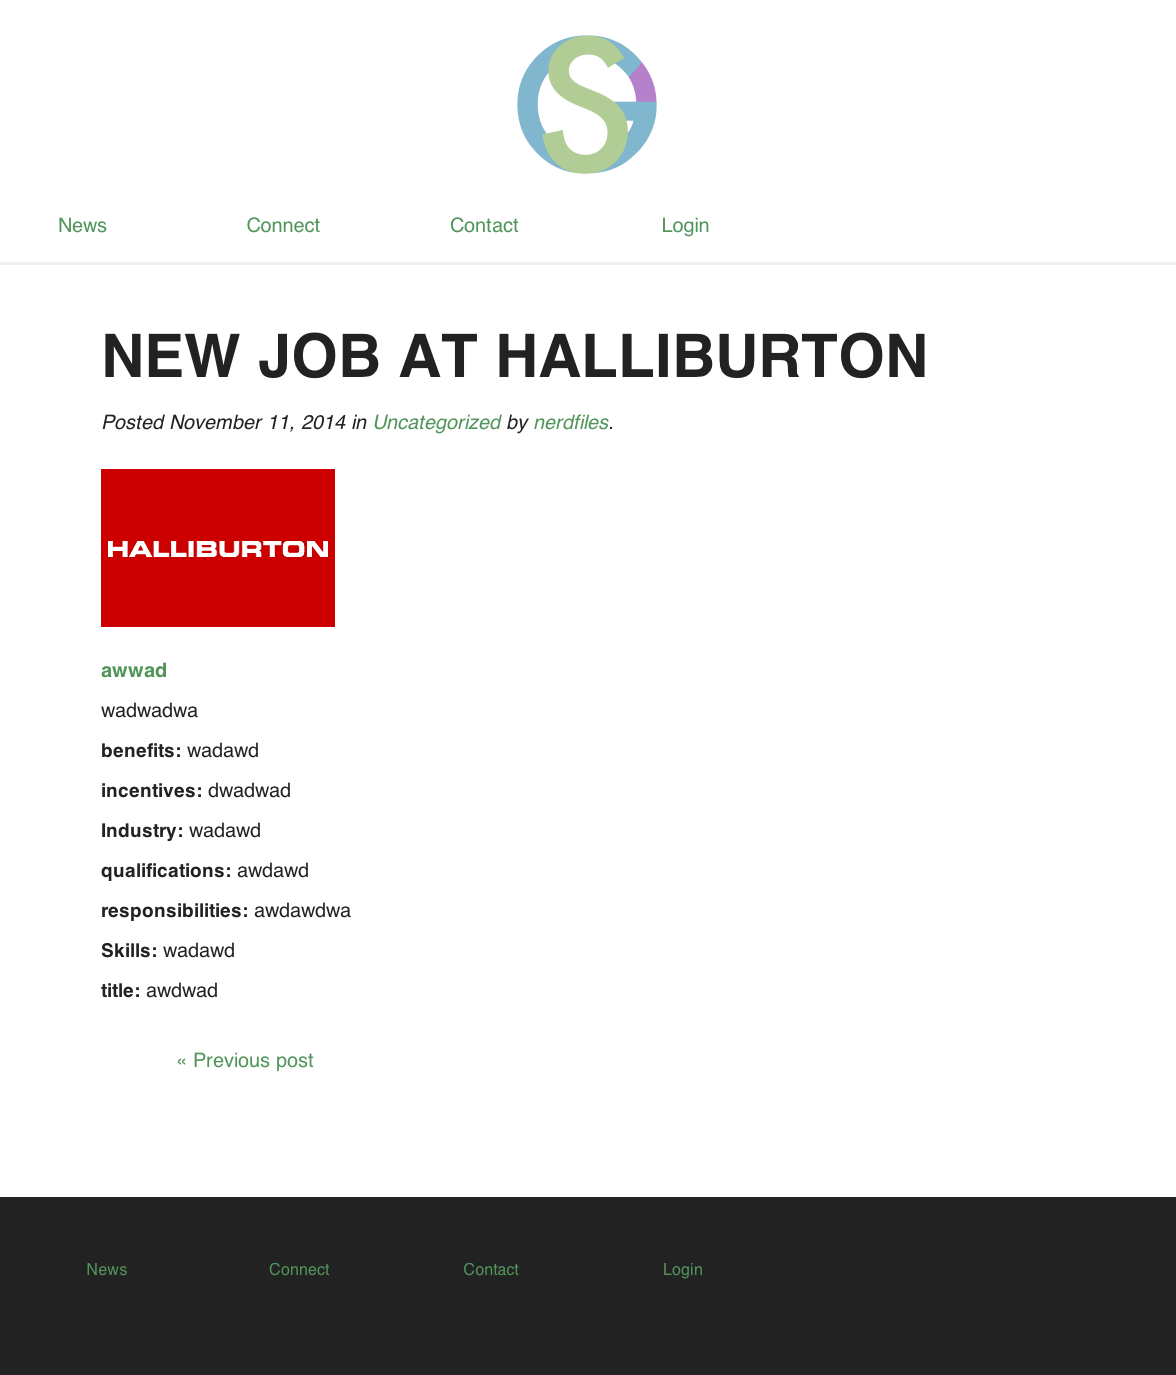 GS
News Connect Contact Login
NEW JOB AT HALLIBURTON
Posted November 11, 2014 in Uncategorized by nerdfiles.
HALLIBURTON
awwad
wadwadwa
benefits: wadawd
incentives: dwadwad
Industry: wadawd
qualifications: awdawd
responsibilities: awdawdwa
Skills: wadawd
title: awdwad
« Previous post
News Connect Contact Login